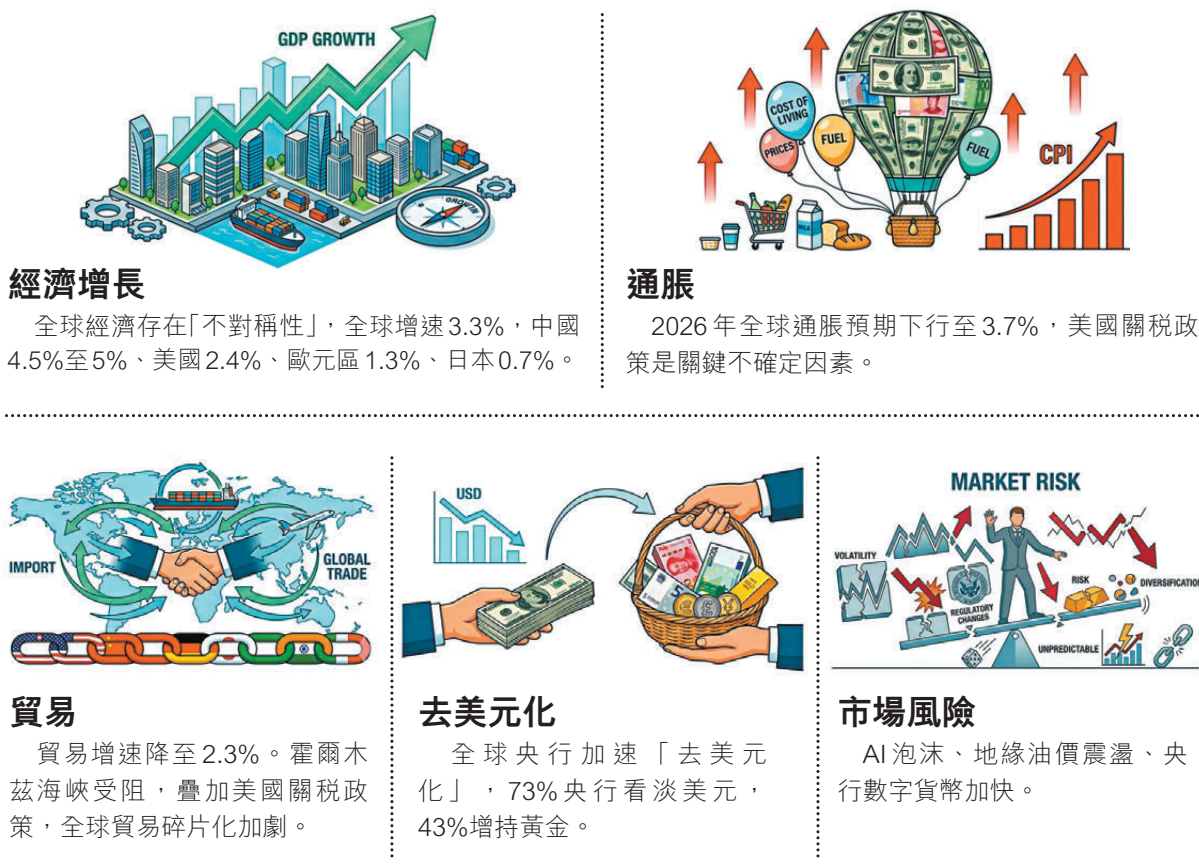 GDP GROWTH
GROWTH
經濟增長
全球經濟存在「不對稱性」，全球增速3.3%，中國
4.5%至5%、美國2.4%、歐元區1.3%、日本0.7%。
COST OF
LIVING
PRICES
FUEL
FUEL
CPI
MILK
100
通脹
2026年全球通脹預期下行至3.7%，美國關稅政
策是關鍵不確定因素。
IMPORT
GLOBAL
TRADE
貿易
貿易增速降至2.3%。霍爾木
茲海峽受阻，疊加美國關稅政
策，全球貿易碎片化加劇。
USD
5
€
£
¥
去美元化
全球央行加速「去美元
化」，73%央行看淡美元，
43%增持黃金。
MARKET RISK
VOLATILITY
REGULATORY
CHANGES
RISK
DIVERSIFICATION
UNPREDICTABLE
市場風險
AI泡沫、地緣油價震盪、央
行數字貨幣加快。